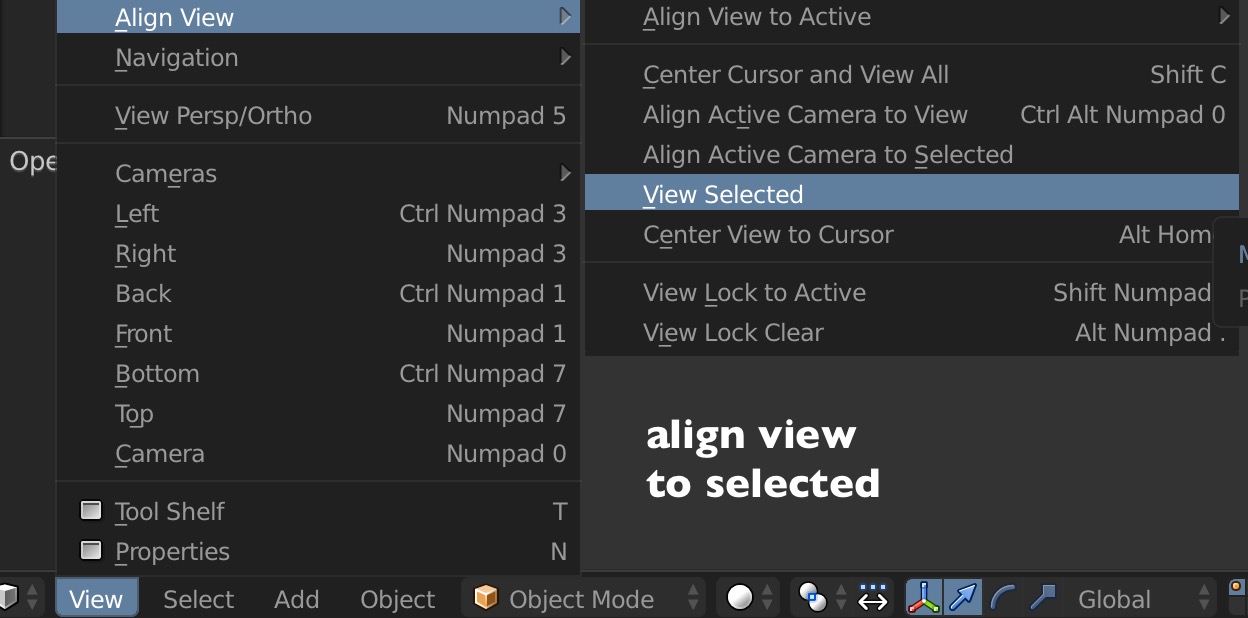 Align View
Navigation
View Persp/Ortho Numpad 5
Cameras
Left Ctrl Numpad 3
Right Numpad 3
Back Ctrl Numpad 1
Front Numpad 1
Bottom Ctrl Numpad 7
Top Numpad 7
Camera Numpad 0
Tool Shelf T
Properties N
Ope
Align View to Active
Center Cursor and View All Shift C
Align Active Camera to View Ctrl Alt Numpad 0
Align Active Camera to Selected
View Selected
Center View to Cursor Alt Hom
View Lock to Active Shift Numpad
View Lock Clear Alt Numpad .
align view
to selected
View Select Add Object Object Mode Global